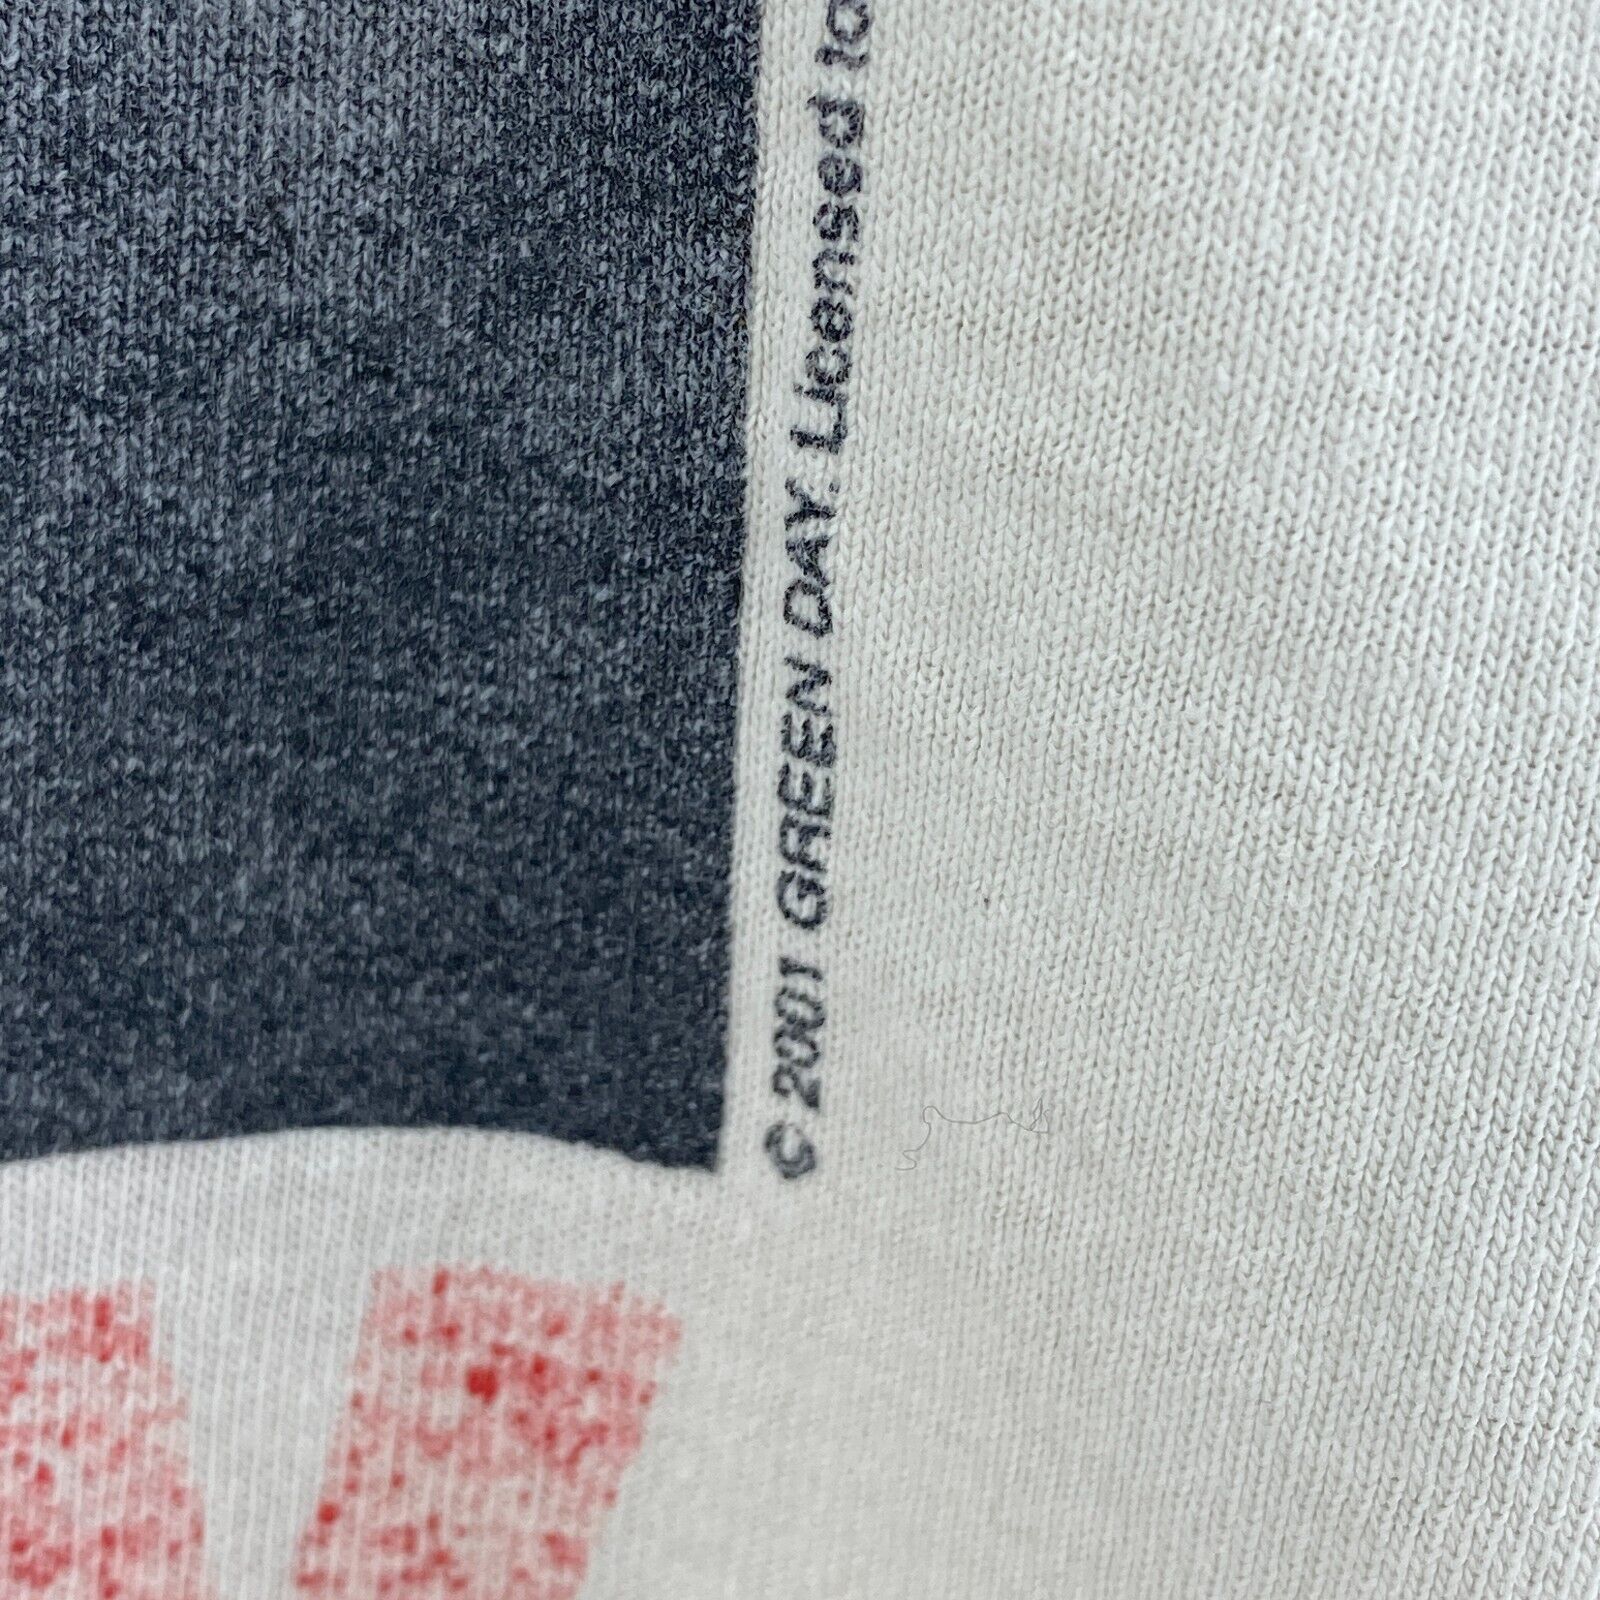 © 2001 GREEN DAY. Licensed to